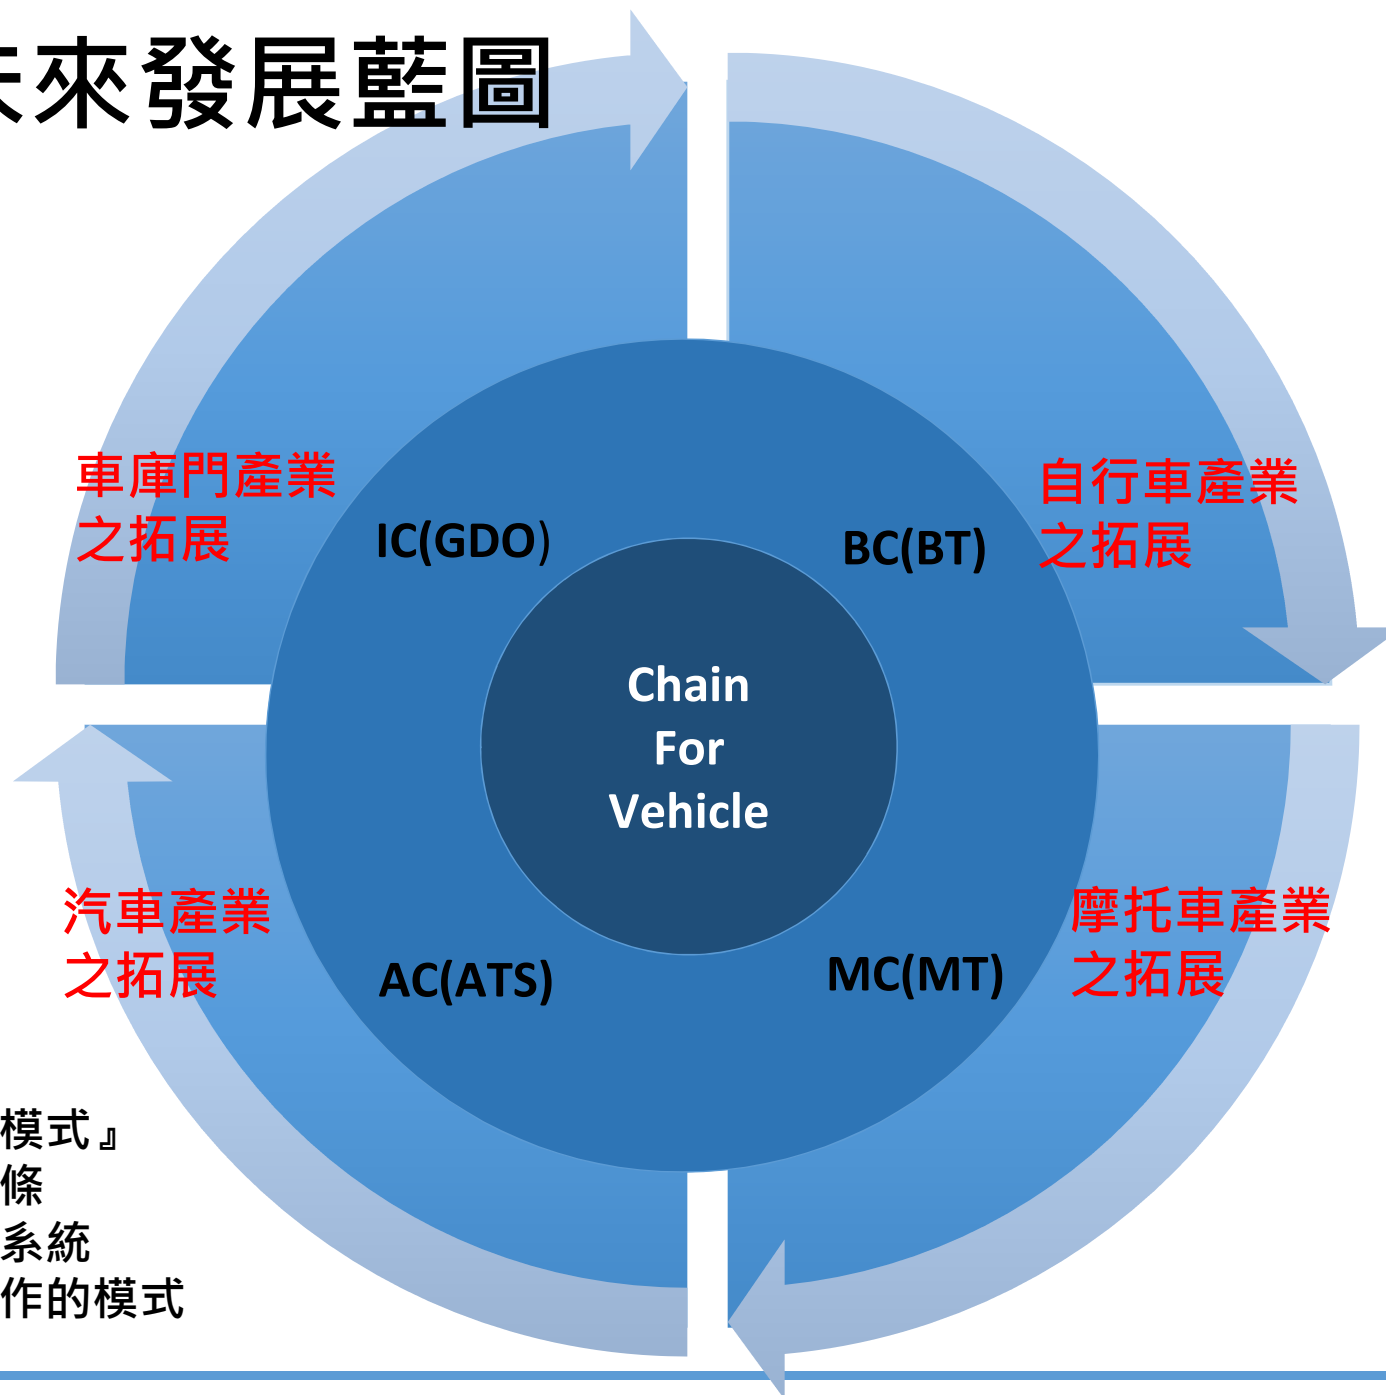 未來發展藍圖
車庫門產業
之拓展
IC(GDO)
BC(BT)
自行車產業
之拓展
Chain
For
Vehicle
汽車產業
之拓展
AC(ATS)
MC(MT)
摩托車產業
之拓展
模式』
條
系統
作的模式